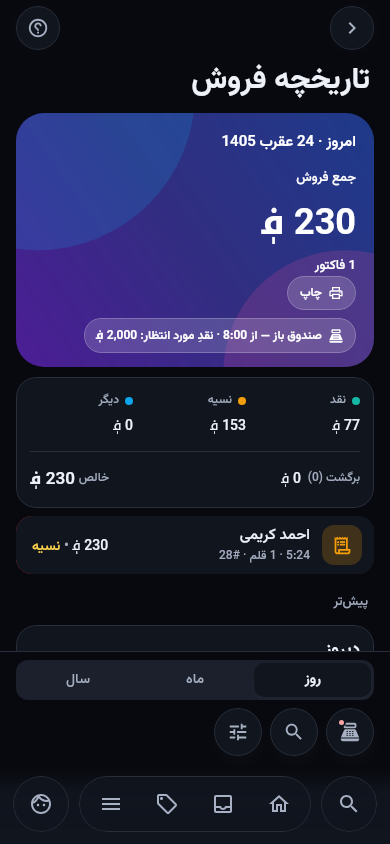 تاریخچه فروش
امروز · 24 عقرب 1405
جمع فروش
230 ؋
1 فاکتور
چاپ
صندوق باز — از 8:00 · نقدِ مورد انتظار: 2,000 ؋
نقد
77 ؋
نسیه
153 ؋
دیگر
0 ؋
برگشت (0) 0 ؋
خالص 230 ؋
احمد کریمی
5:24 · 1 قلم · #28
230 ؋ • نسیه
پیش‌تر
دیروز
روز
ماه
سال